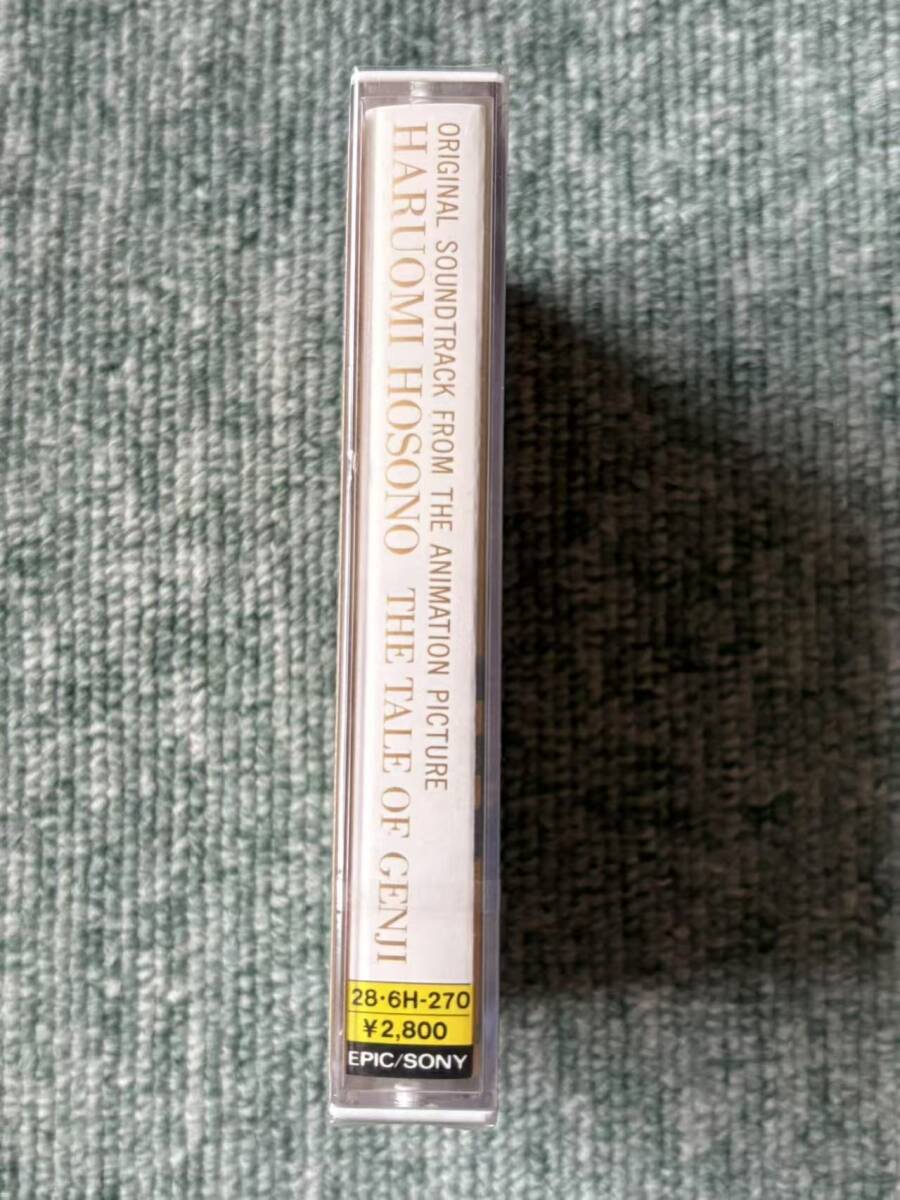 ORIGINAL SOUNDTRACK FROM THE ANIMATION PICTURE
HARUOMI HOSONO THE TALE OF GENJI
28·6H-270
¥2,800
EPIC/SONY